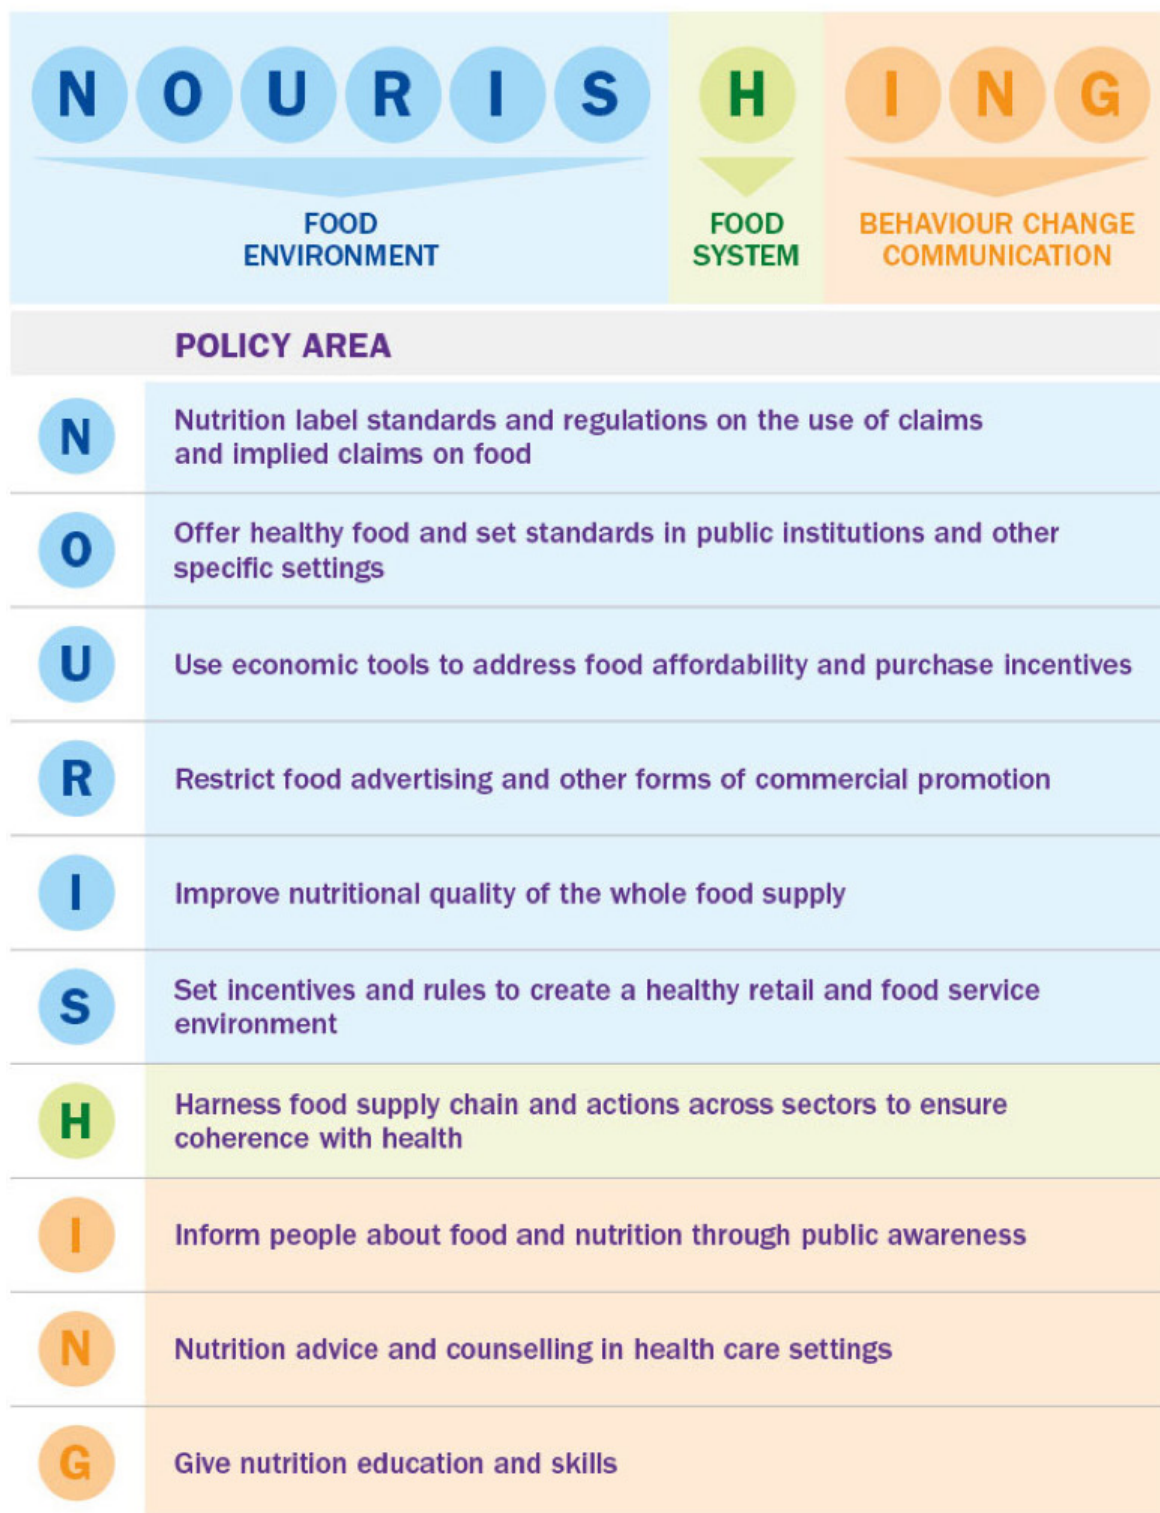 NOURISHING
FOOD
ENVIRONMENT
FOOD
SYSTEM
BEHAVIOUR CHANGE
COMMUNICATION
POLICY AREA
N
Nutrition label standards and regulations on the use of claims
and implied claims on food
O
Offer healthy food and set standards in public institutions and other
specific settings
U
Use economic tools to address food affordability and purchase incentives
R
Restrict food advertising and other forms of commercial promotion
I
Improve nutritional quality of the whole food supply
S
Set incentives and rules to create a healthy retail and food service
environment
H
Harness food supply chain and actions across sectors to ensure
coherence with health
I
Inform people about food and nutrition through public awareness
N
Nutrition advice and counselling in health care settings
G
Give nutrition education and skills